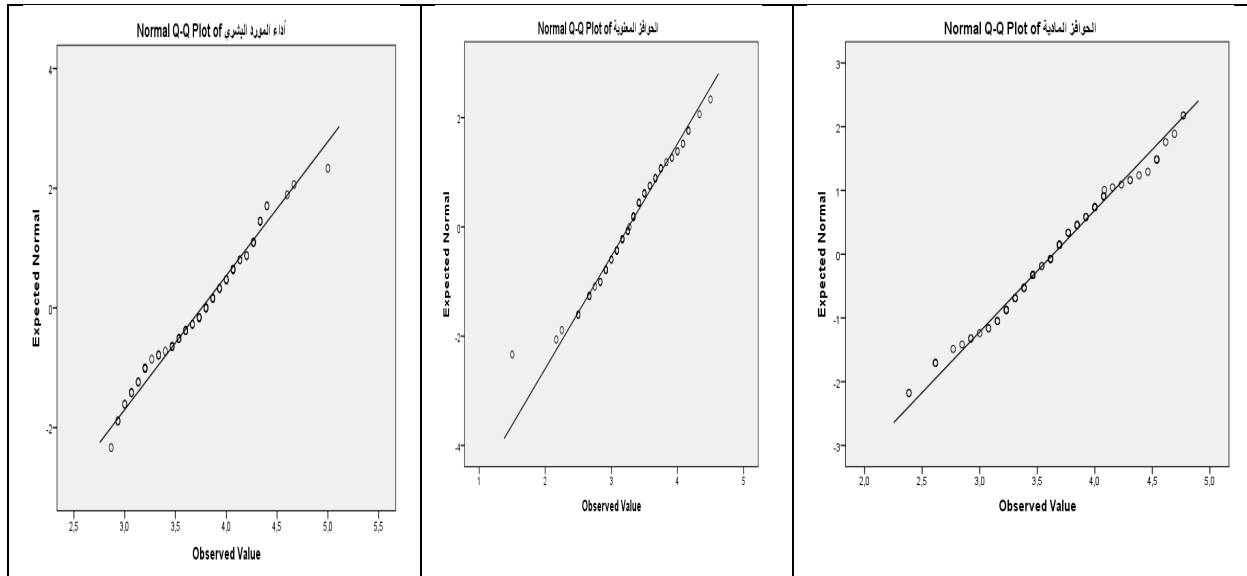 Normal Q-Q Plot of أداء المورد البشري
4
2
0
-2
Expected Normal
2,5 3,0 3,5 4,0 4,5 5,0 5,5
Observed Value
Normal Q-Q Plot of الحوافز المعنوية
2
0
-2
-4
Expected Normal
1 2 3 4 5
Observed Value
Normal Q-Q Plot of الحوافز المادية
3
2
1
0
-1
-2
-3
Expected Normal
2,0 2,5 3,0 3,5 4,0 4,5 5,0
Observed Value